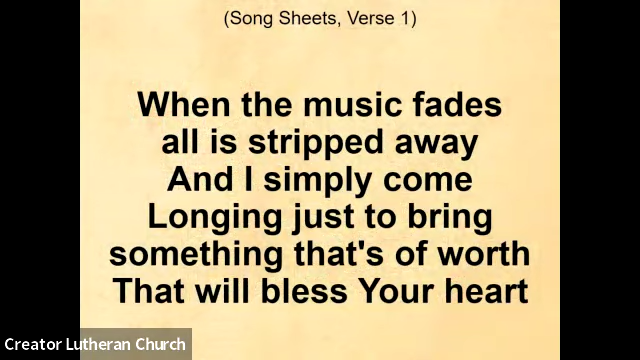 (Song Sheets, Verse 1)
When the music fades
all is stripped away
And I simply come
Longing just to bring
something that's of worth
That will bless Your heart
Creator Lutheran Church